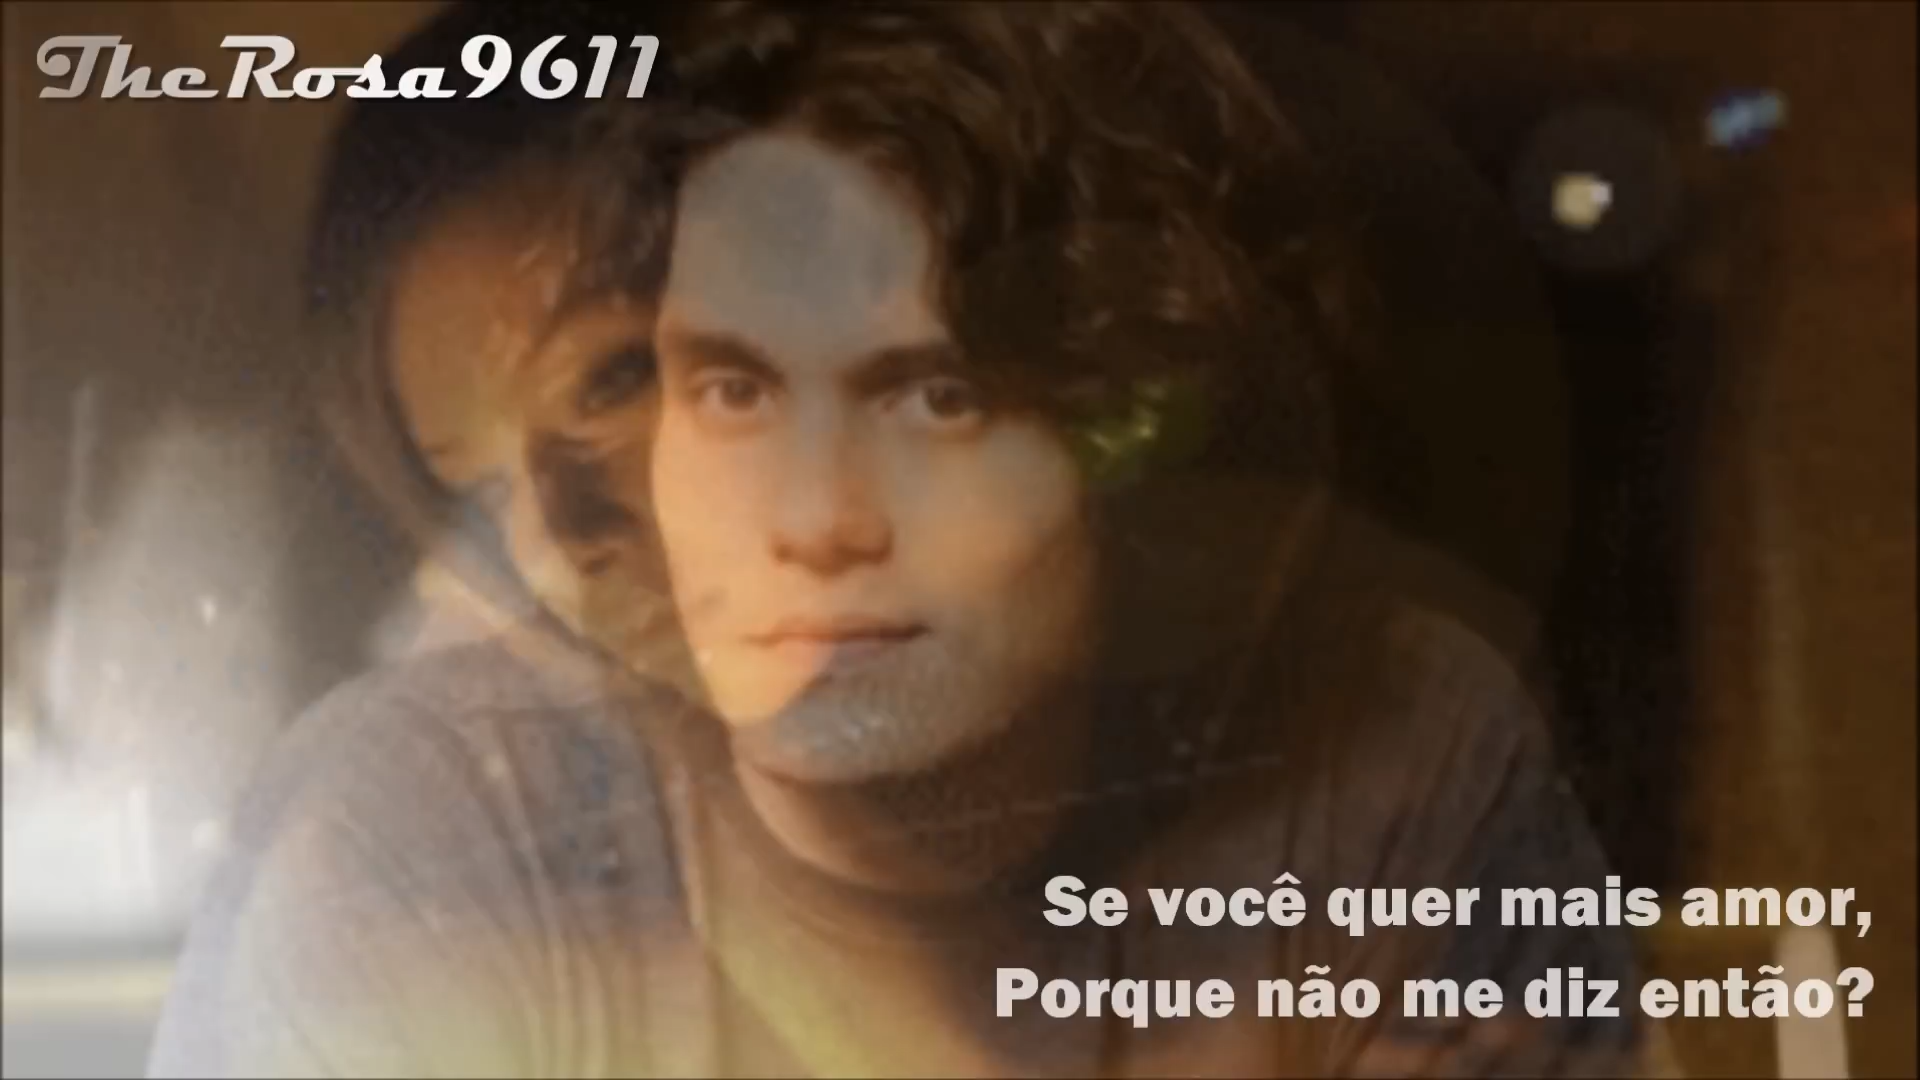 TheRosa9611
Se você quer mais amor,
Porque não me diz então?